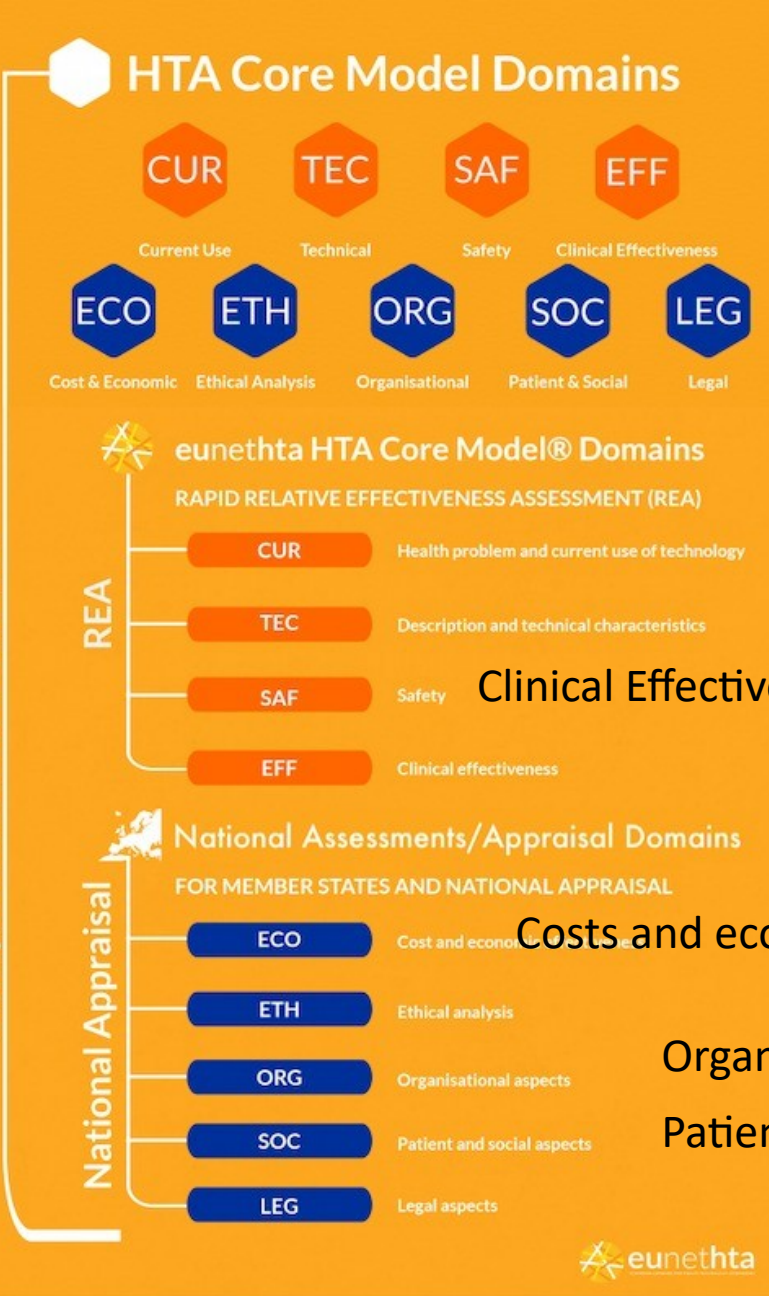 HTA Core Model Domains
CUR TEC SAF EFF
Current Use Technical Safety Clinical Effectiveness
ECO ETH ORG SOC LEG
Cost & Economic Ethical Analysis Organisational Patient & Social Legal
eunethta HTA Core Model® Domains
RAPID RELATIVE EFFECTIVENESS ASSESSMENT (REA)
REA
CUR Health problem and current use of technology
TEC Description and technical characteristics
SAF Safety Clinical Effectiv
EFF Clinical effectiveness
National Assessments/Appraisal Domains
FOR MEMBER STATES AND NATIONAL APPRAISAL
National Appraisal
ECO Cost and Costs and eco
ETH Ethical analysis
ORG Organisational aspects Organ
SOC Patient and social aspects Patien
LEG Legal aspects
eunethta